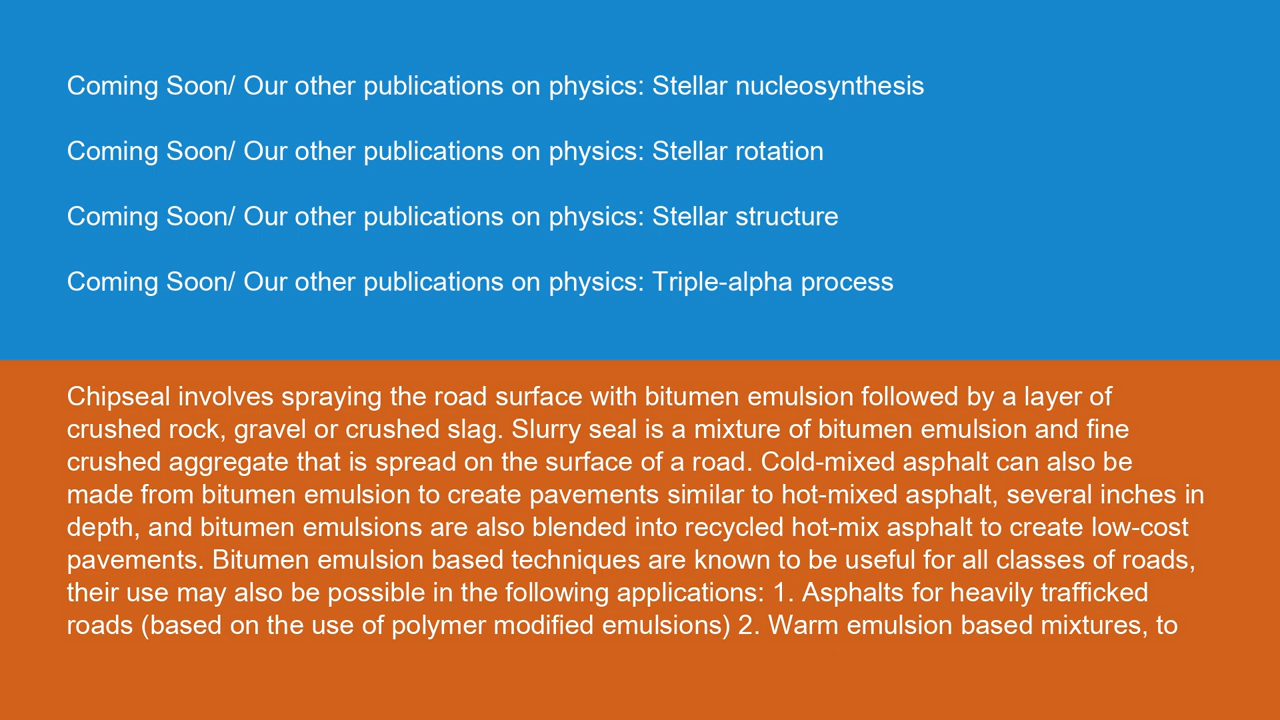 Coming Soon/ Our other publications on physics: Stellar nucleosynthesis
Coming Soon/ Our other publications on physics: Stellar rotation
Coming Soon/ Our other publications on physics: Stellar structure
Coming Soon/ Our other publications on physics: Triple-alpha process
Chipseal involves spraying the road surface with bitumen emulsion followed by a layer of
crushed rock, gravel or crushed slag. Slurry seal is a mixture of bitumen emulsion and fine
crushed aggregate that is spread on the surface of a road. Cold-mixed asphalt can also be
made from bitumen emulsion to create pavements similar to hot-mixed asphalt, several inches in
depth, and bitumen emulsions are also blended into recycled hot-mix asphalt to create low-cost
pavements. Bitumen emulsion based techniques are known to be useful for all classes of roads,
their use may also be possible in the following applications: 1. Asphalts for heavily trafficked
roads (based on the use of polymer modified emulsions) 2. Warm emulsion based mixtures, to